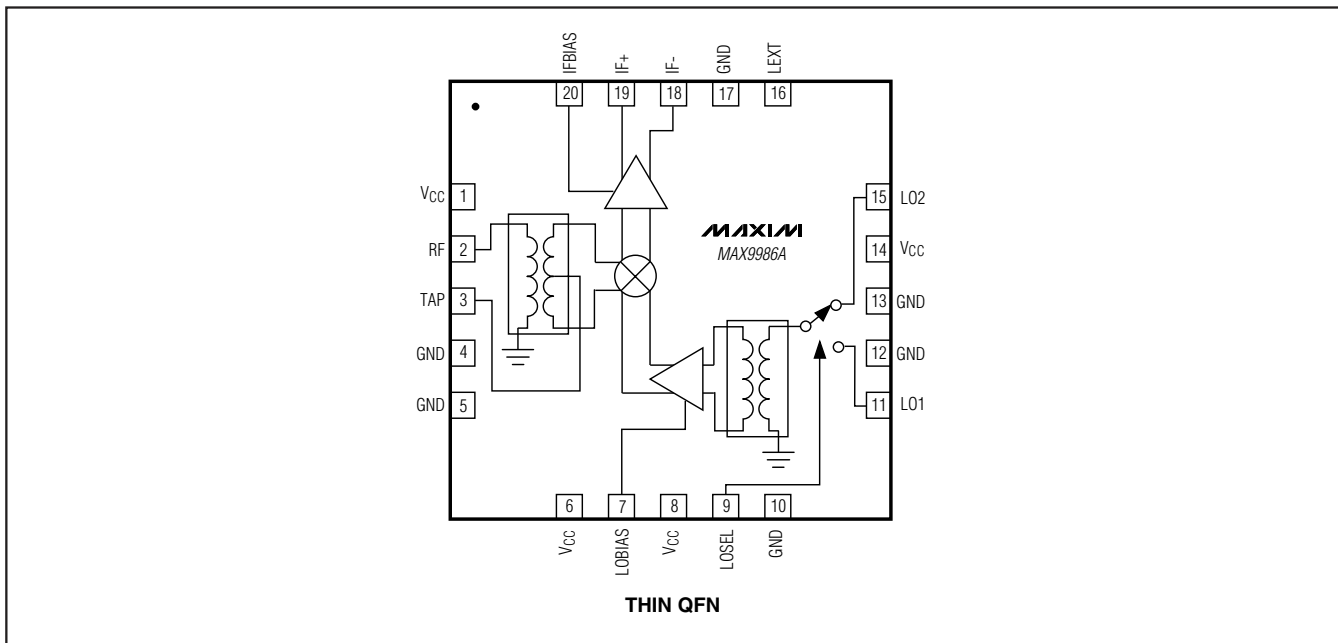 IFBIAS
IF+
IF-
GND
LEXT
20
19
18
17
16
VCC
1
RF
2
TAP
3
GND
4
GND
5
MAXIM
MAX9986A
15
LO2
14
VCC
13
GND
12
GND
11
LO1
6
7
8
9
10
VCC
LOBIAS
VCC
LOSEL
GND
THIN QFN